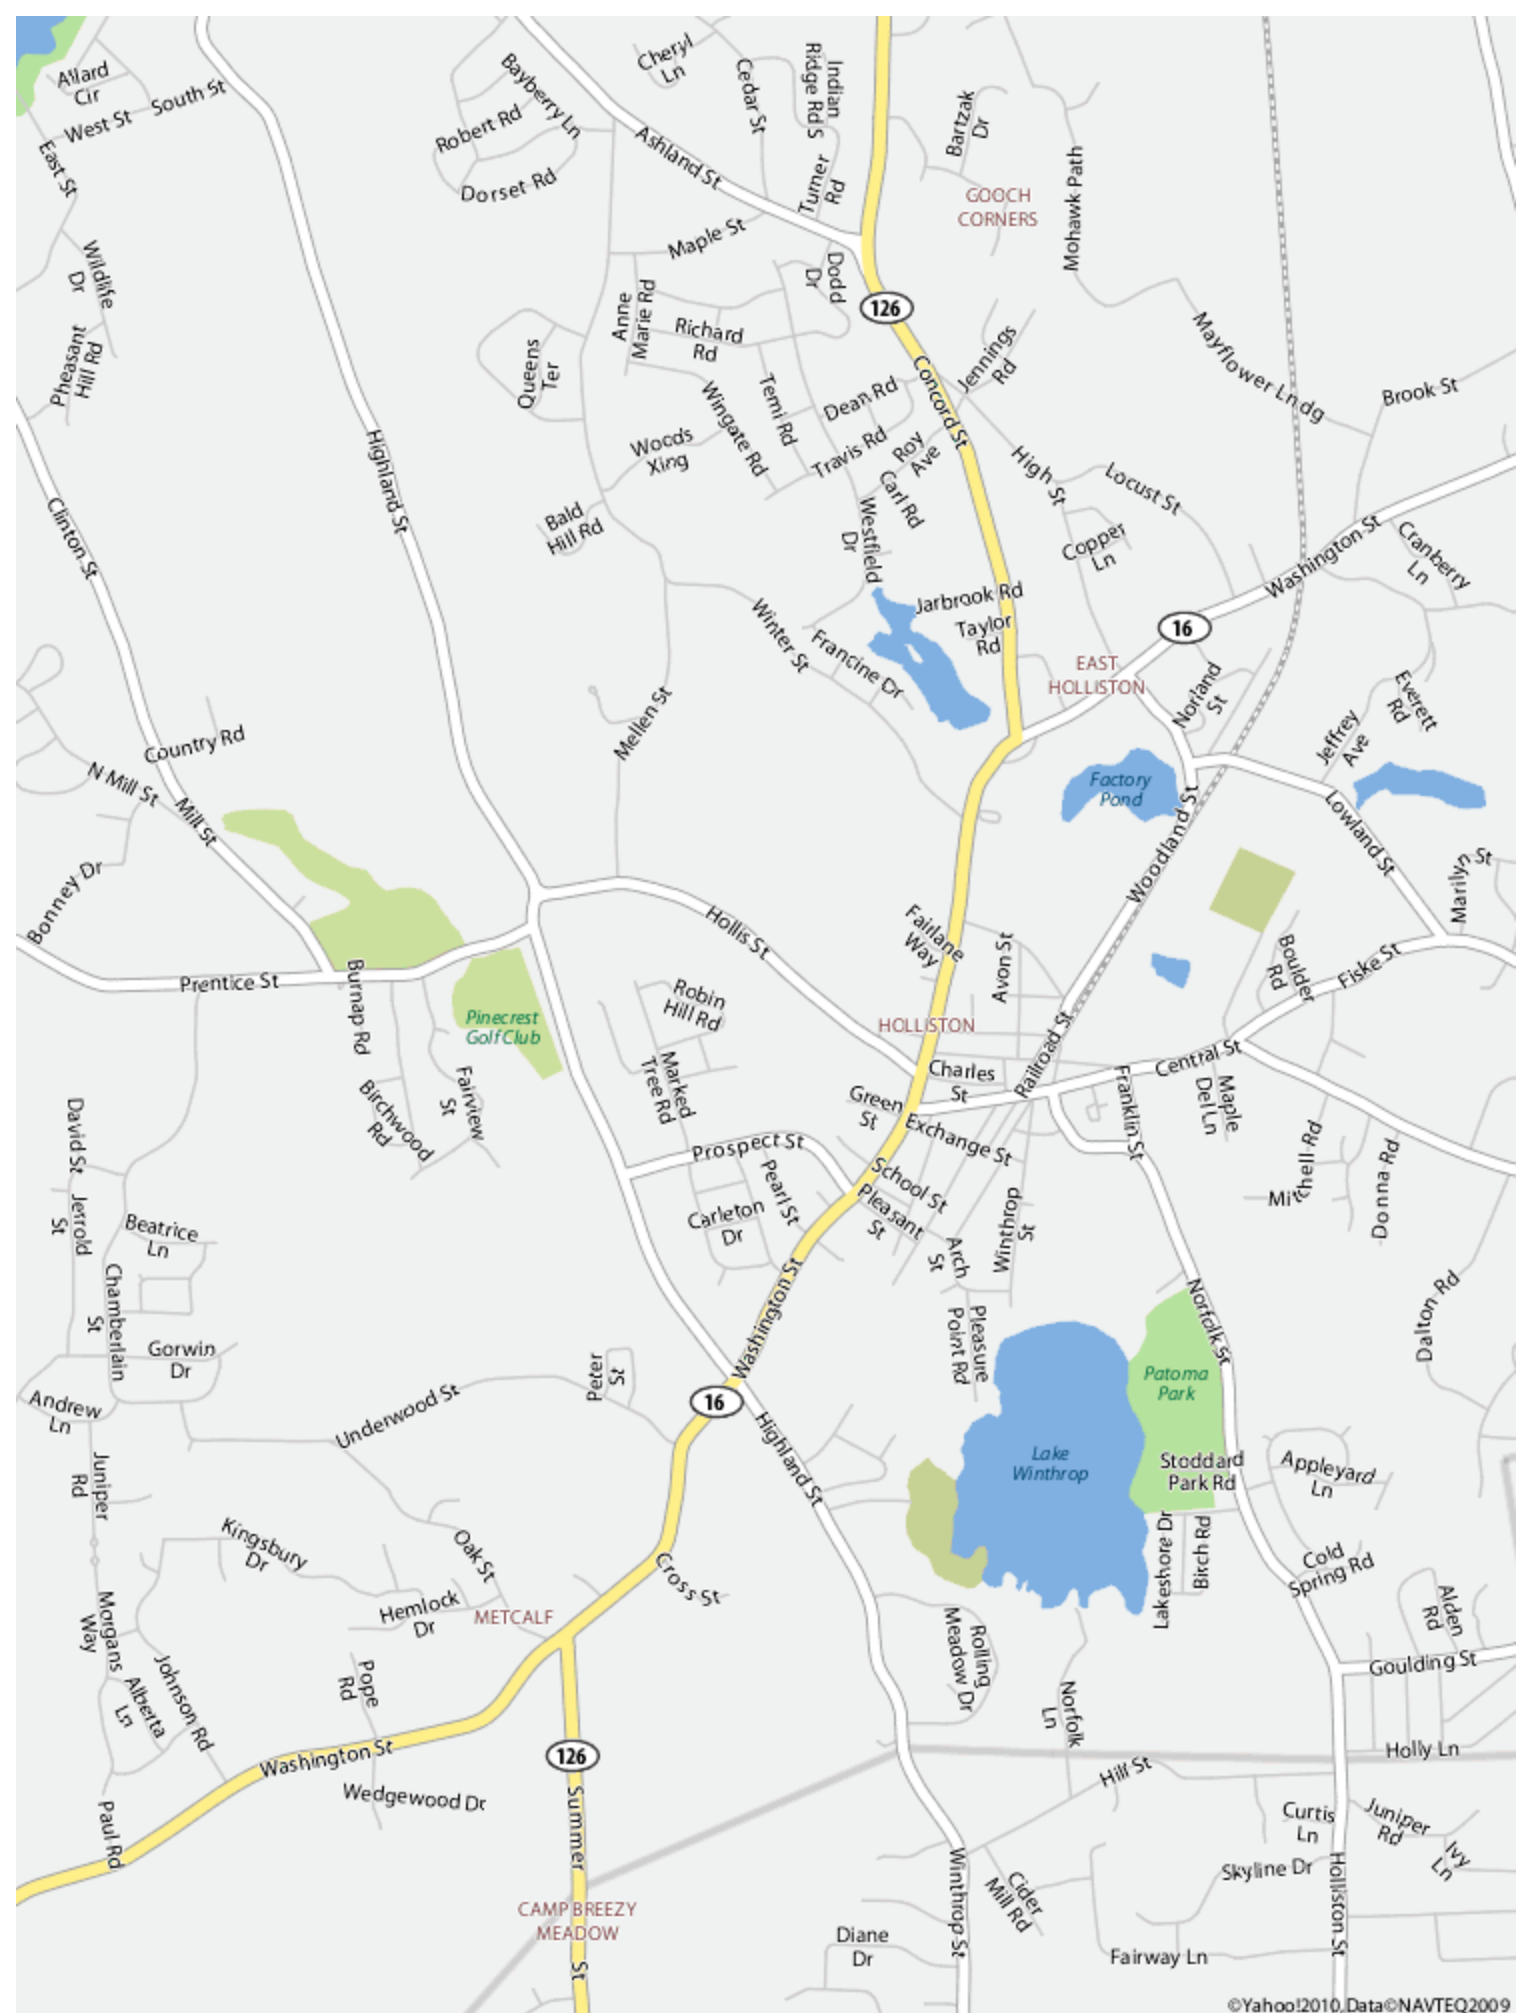 Allard
Cir
West St
South St
East St
Wildlife
Dr
Pheasant
Hill Rd
Bayberry Ln
Robert Rd
Dorset Rd
Cheryl
Ln
Cedar St
Indian
Ridge Rd S
Turner
Rd
Ashland St
Maple St
Dodd
Dr
Bartzak
Dr
GOOCH
CORNERS
Mohawk Path
126
Anne
Marie Rd
Richard
Rd
Queens
Ter
Concord St
Jennings
Rd
Mayflower Lndg
Brook St
Dean Rd
Temi Rd
Wingate Rd
Travis Rd
Roy
Ave
Carl Rd
Woods
Xing
Bald
Hill Rd
Westfield
Dr
High St
Locust St
Copper
Ln
Washington St
Cranberry
Ln
Highland St
Clinton St
Jarbrook Rd
Taylor
Rd
16
EAST
HOLLISTON
Winter St
Francine Dr
Mellen St
Norland
St
Everett
Rd
Jeffrey
Ave
Country Rd
N Mill St
Mill St
Factory
Pond
Woodland St
Lowland St
Marilyn St
Bonney Dr
Hollis St
Fairlane
Way
Avon St
Boulder
Rd
Fiske St
Prentice St
Burnap Rd
Pinecrest
Golf Club
Robin
Hill Rd
HOLLISTON
Marked
Tree Rd
Charles
St
Railroad St
Central St
Franklin St
Maple
Del Ln
Fairview
St
Birchwood
Rd
Green
St
Exchange St
Prospect St
School St
Pleasant
St
Pearl St
Carleton
Dr
Winthrop
St
Arch
St
Mitchell Rd
Donna Rd
David St
Jerrold
St
Beatrice
Ln
Chamberlain
St
Gorwin
Dr
Andrew
Ln
Washington St
Pleasure
Point Rd
Norfolk St
Dalton Rd
Patoma
Park
Peter
St
Underwood St
16
Highland St
Lake
Winthrop
Stoddard
Park Rd
Appleyard
Ln
Juniper
Rd
Kingsbury
Dr
Oak St
Hemlock
Dr
METCALF
Cross St
Lakeshore Dr
Birch Rd
Cold
Spring Rd
Alden
Rd
Morgans
Way
Alberta
Ln
Johnson Rd
Pope
Rd
Rolling
Meadow Dr
Norfolk
Ln
Goulding St
Washington St
126
Holly Ln
Hill St
Wedgewood Dr
Paul Rd
Summer
St
Curtis
Ln
Juniper
Rd
Ivy
Ln
Skyline Dr
Winthrop St
Cider
Mill Rd
Holliston St
CAMP BREEZY
MEADOW
Diane
Dr
Fairway Ln
©Yahoo!2010, Data©NAVTEQ2009